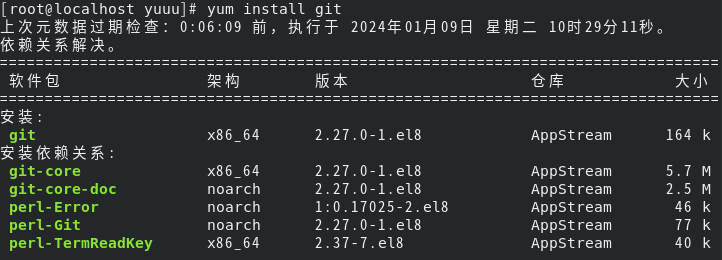 [root@localhost yuuu]# yum install git
上次元数据过期检查：0:06:09 前，执行于 2024年01月09日 星期二 10时29分11秒。
依赖关系解决。
================================================================================
软件包 架构 版本 仓库 大小
================================================================================
安装:
git x86_64 2.27.0-1.el8 AppStream 164 k
安装依赖关系:
git-core x86_64 2.27.0-1.el8 AppStream 5.7 M
git-core-doc noarch 2.27.0-1.el8 AppStream 2.5 M
perl-Error noarch 1:0.17025-2.el8 AppStream 46 k
perl-Git noarch 2.27.0-1.el8 AppStream 77 k
perl-TermReadKey x86_64 2.37-7.el8 AppStream 40 k